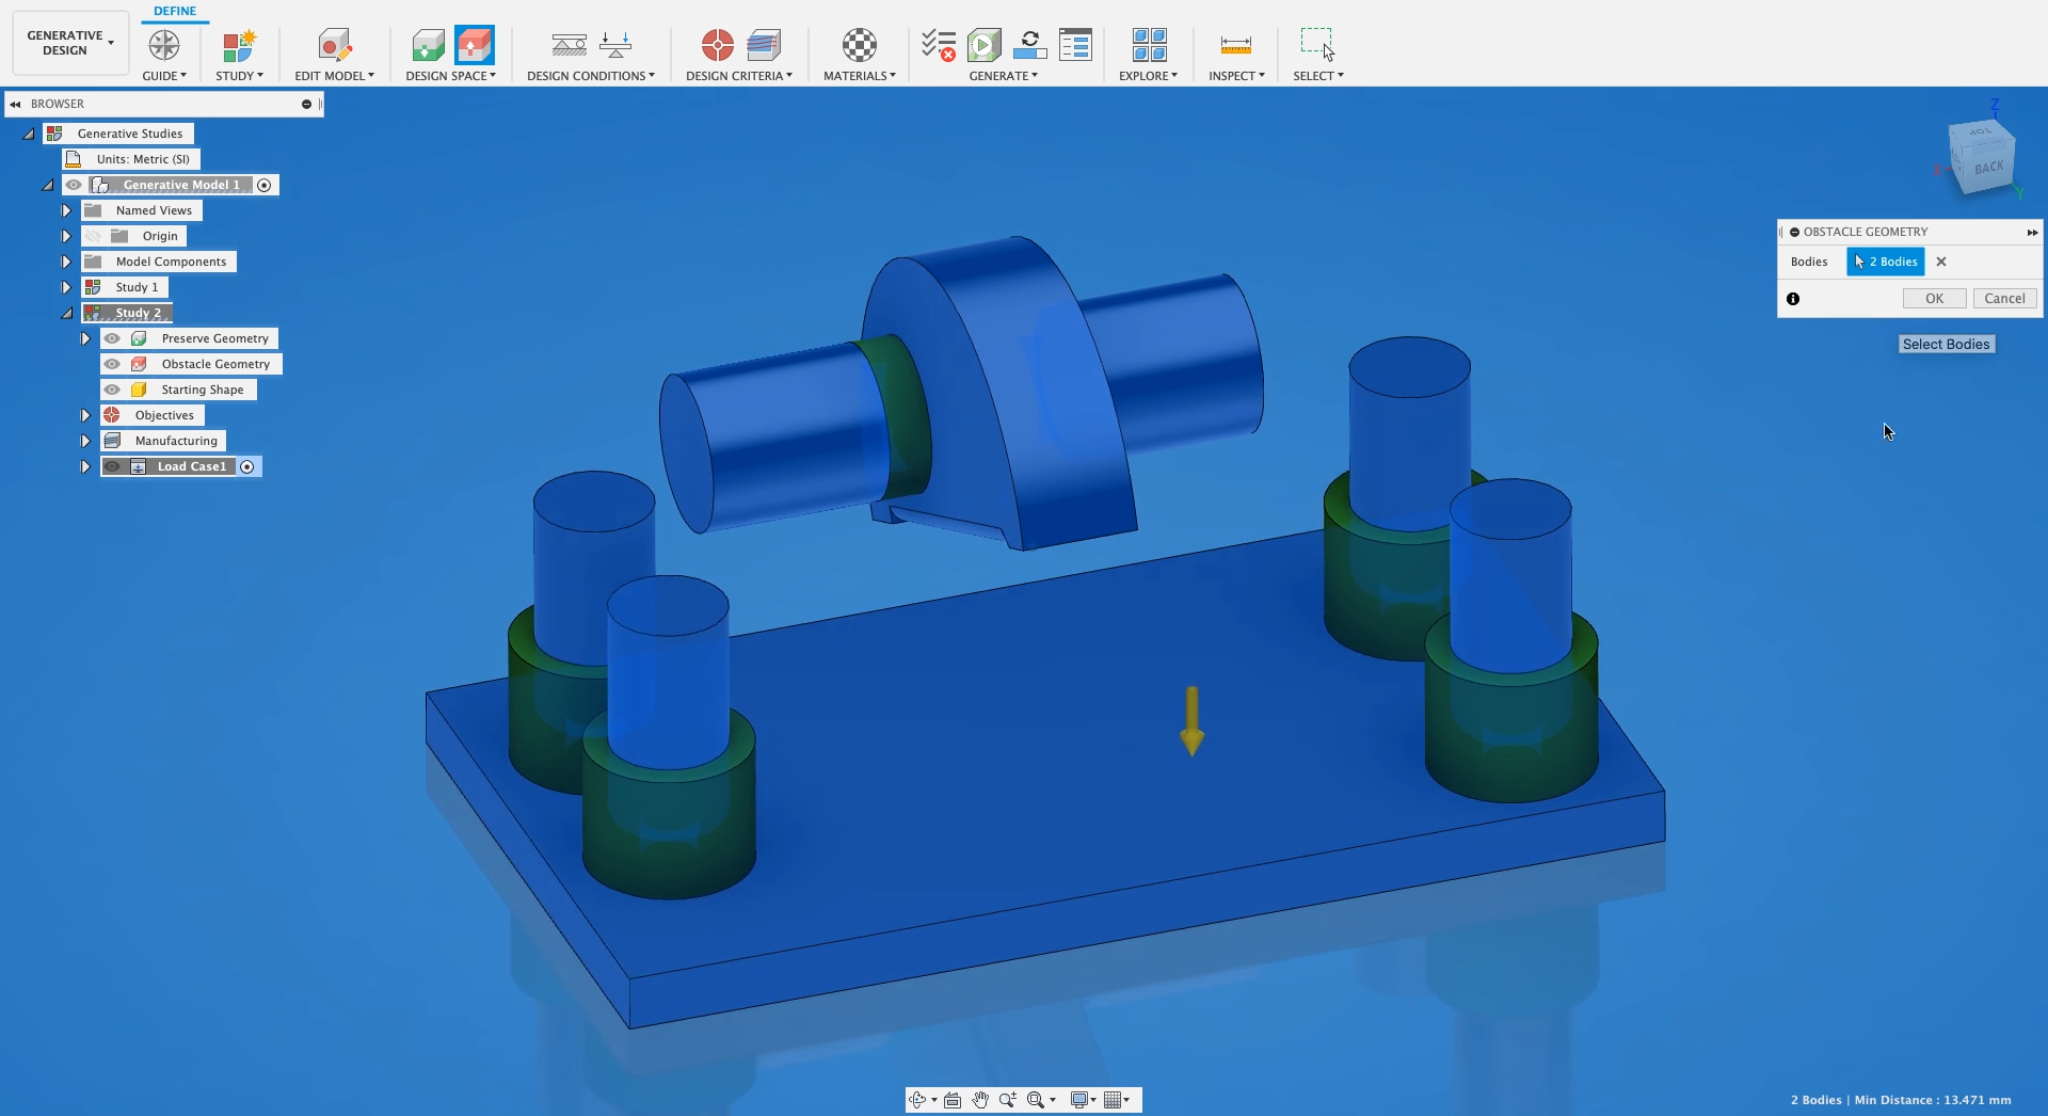 DEFINE
GENERATIVE
DESIGN
GUIDE
STUDY
EDIT MODEL
DESIGN SPACE
DESIGN CONDITIONS
DESIGN CRITERIA
MATERIALS
GENERATE
EXPLORE
INSPECT
SELECT
BROWSER
Generative Studies
Units: Metric (SI)
Generative Model 1
Named Views
Origin
Model Components
Study 1
Study 2
Preserve Geometry
Obstacle Geometry
Starting Shape
Objectives
Manufacturing
Load Case1
Z
TOP
BACK
X
Y
OBSTACLE GEOMETRY
Bodies
2 Bodies
OK
Cancel
Select Bodies
2 Bodies | Min Distance : 13.471 mm